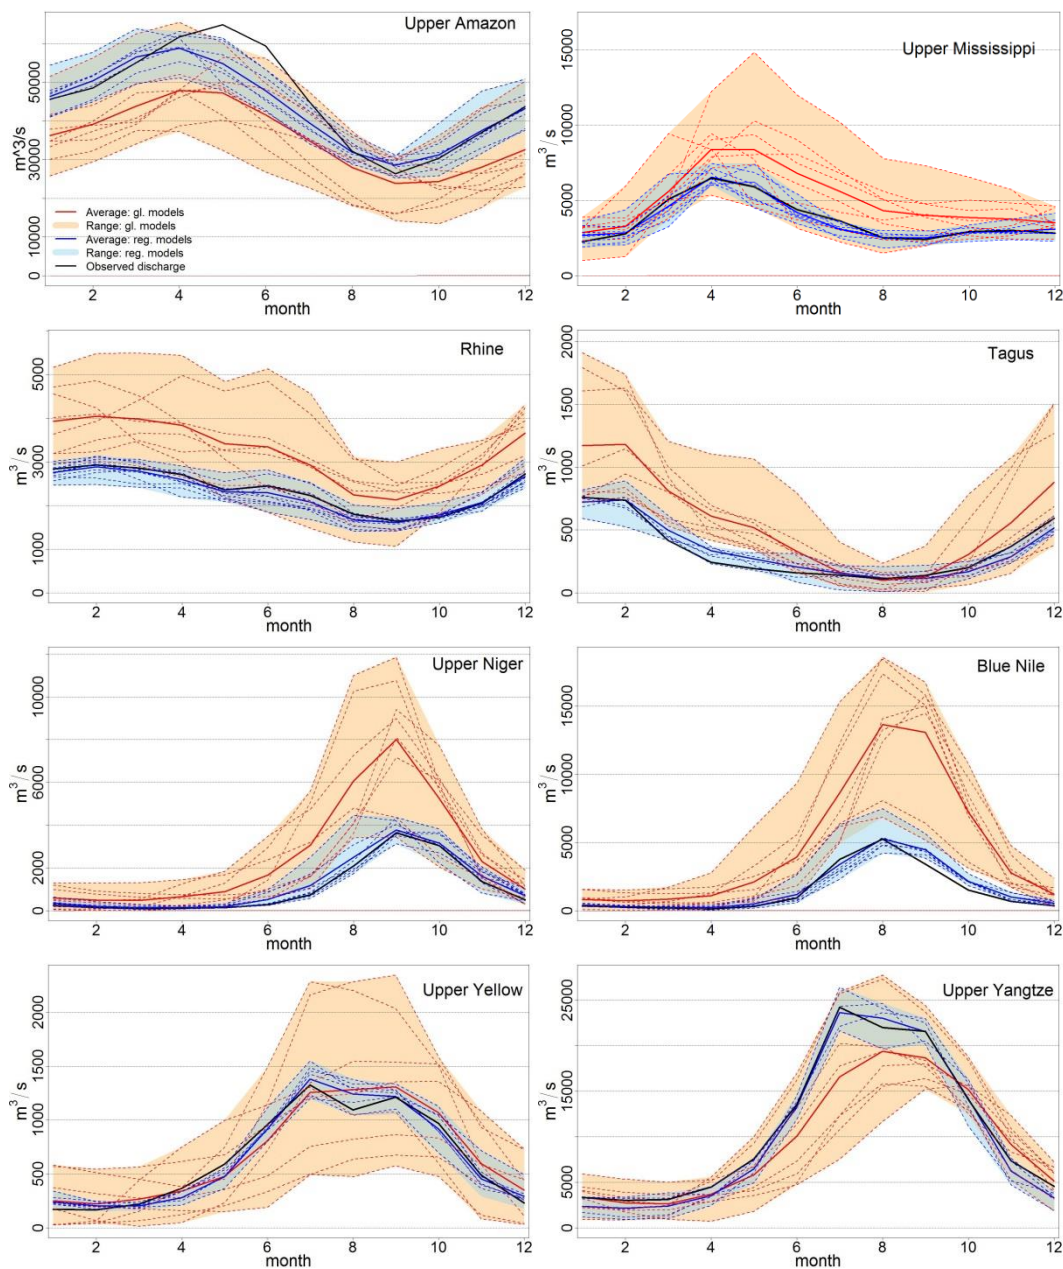 Upper Amazon
m^3/s
50000
30000
10000
0
Average: gl. models
Range: gl. models
Average: reg. models
Range: reg. models
Observed discharge
2 4 6 8 10 12
month
Upper Mississippi
m³/s
15000
10000
5000
0
2 4 6 8 10 12
month
Rhine
m³/s
5000
3000
1000
0
2 4 6 8 10 12
month
Tagus
m³/s
2000
1500
1000
500
0
2 4 6 8 10 12
month
Upper Niger
m³/s
10000
6000
2000
0
2 4 6 8 10 12
month
Blue Nile
m³/s
15000
10000
5000
0
2 4 6 8 10 12
month
Upper Yellow
m³/s
2000
1500
1000
500
0
2 4 6 8 10 12
month
Upper Yangtze
m³/s
25000
15000
5000
0
2 4 6 8 10 12
month